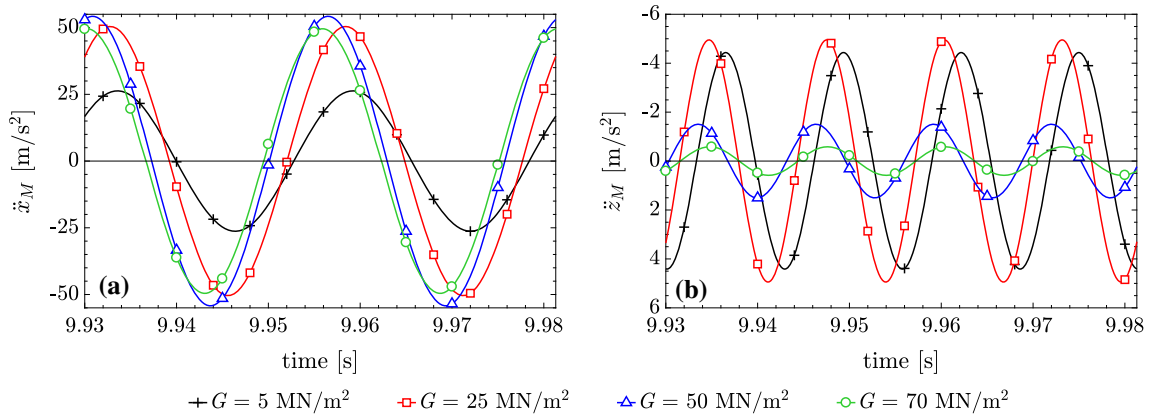 50
25
0
-25
-50
ẍ_M [m/s²]
(a)
9.93 9.94 9.95 9.96 9.97 9.98
time [s]
-6
-4
-2
0
2
4
6
z̈_M [m/s²]
(b)
9.93 9.94 9.95 9.96 9.97 9.98
time [s]
G = 5 MN/m² G = 25 MN/m² G = 50 MN/m² G = 70 MN/m²